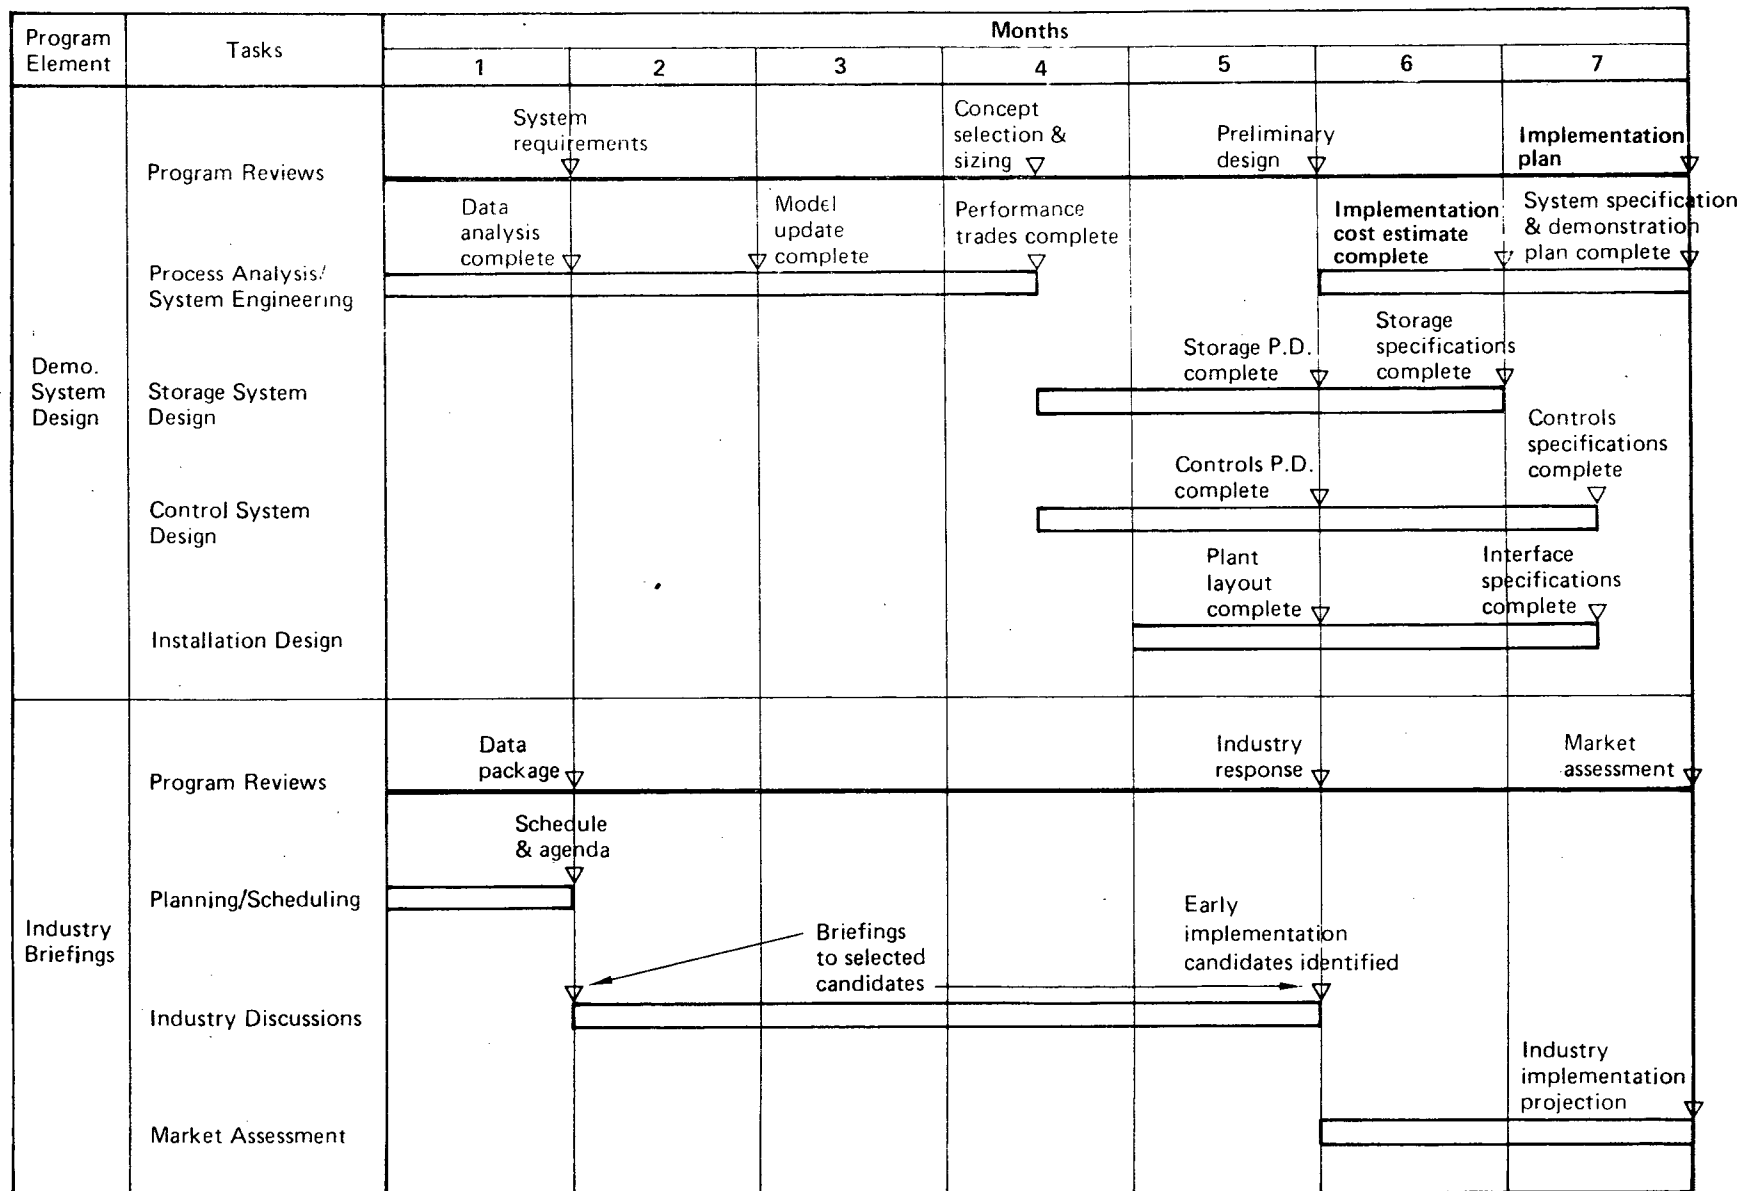 Program
Element
Tasks
Months
1
2
3
4
5
6
7
Demo.
System
Design
Program Reviews
System
requirements
Concept
selection &
sizing
Preliminary
design
Implementation
plan
Process Analysis/
System Engineering
Data
analysis
complete
Model
update
complete
Performance
trades complete
Implementation
cost estimate
complete
System specification
& demonstration
plan complete
Storage System
Design
Storage P.D.
complete
Storage
specifications
complete
Control System
Design
Controls P.D.
complete
Controls
specifications
complete
Installation Design
Plant
layout
complete
Interface
specifications
complete
Industry
Briefings
Program Reviews
Data
package
Industry
response
Market
assessment
Planning/Scheduling
Schedule
& agenda
Industry Discussions
Briefings
to selected
candidates
Early
implementation
candidates identified
Market Assessment
Industry
implementation
projection